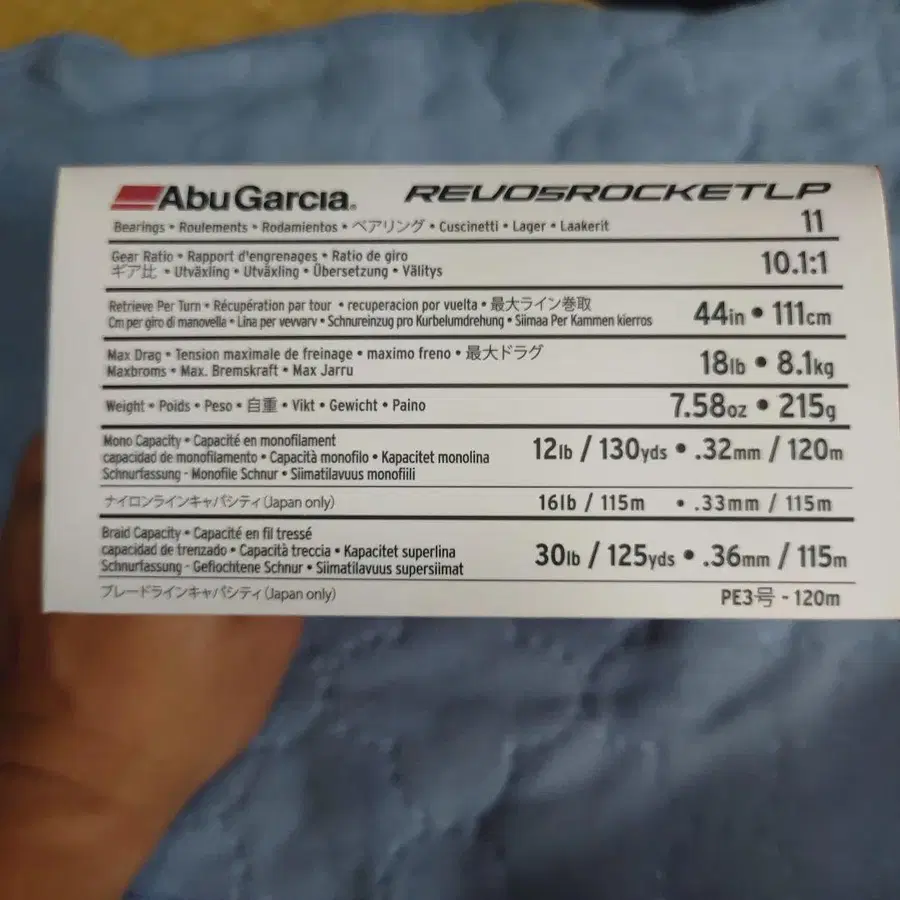 AbuGarcia® REVO5ROCKETLP
Bearings • Roulements • Rodamientos • ベアリング • Cuscinetti • Lager • Laakerit 11
Gear Ratio • Rapport d'engrenages • Ratio de giro
ギア比 • Utväxling • Utväxling • Übersetzung • Välitys 10.1:1
Retrieve Per Turn • Récupération par tour • recuperacion por vuelta • 最大ライン巻取
Cm per giro di manovella • Lina per vevvarv • Schnureinzug pro Kurbelumdrehung • Siimaa Per Kammen kierros 44in • 111cm
Max Drag • Tension maximale de freinage • maximo freno • 最大ドラグ
Maxbroms • Max. Bremskraft • Max Jarru 18lb • 8.1kg
Weight • Poids • Peso • 自重 • Vikt • Gewicht • Paino 7.58oz • 215g
Mono Capacity • Capacité en monofilament
capacidad de monofilamento • Capacità monofilo • Kapacitet monolina 12lb / 130yds • .32mm / 120m
Schnurfassung - Monofile Schnur • Siimatilavuus monofiili
ナイロンラインキャパシティ(Japan only) 16lb / 115m • .33mm / 115m
Braid Capacity • Capacité en fil tressé
capacidad de trenzado • Capacità treccia • Kapacitet superlina 30lb / 125yds • .36mm / 115m
Schnurfassung - Geflochtene Schnur • Siimatilavuus supersiimat
ブレードラインキャパシティ(Japan only) PE3号 - 120m